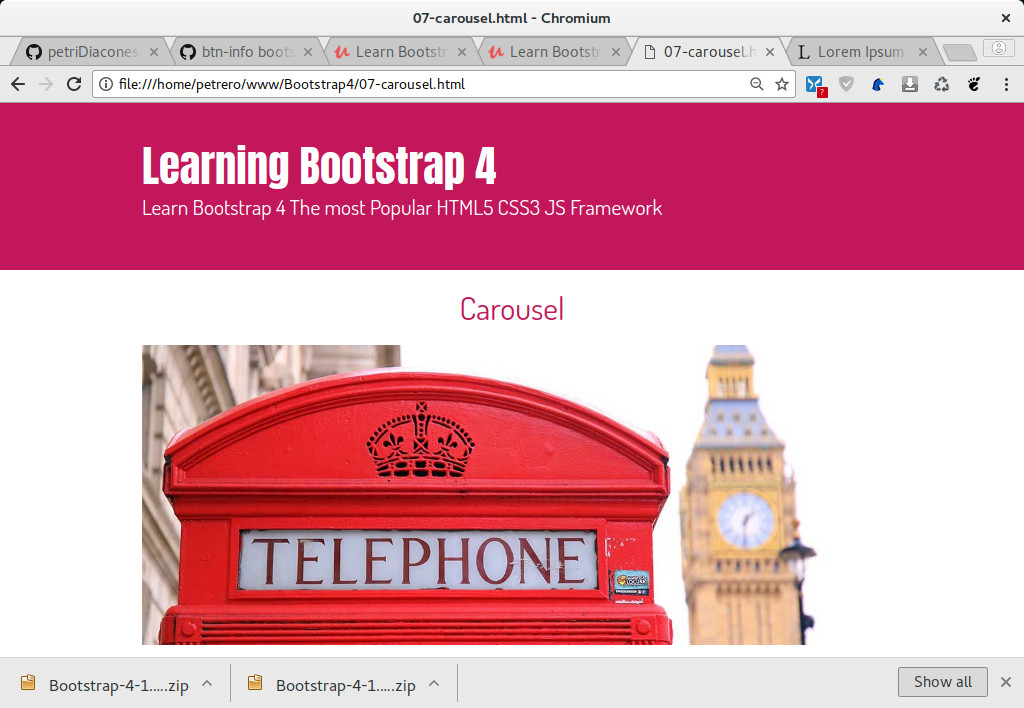 07-carousel.html - Chromium
petriDiacones
btn-info boots
Learn Bootstr
Learn Bootstr
07-carousel.h
Lorem Ipsum
file:///home/petrero/www/Bootstrap4/07-carousel.html
?
Learning Bootstrap 4
Learn Bootstrap 4 The most Popular HTML5 CSS3 JS Framework
Carousel
TELEPHONE
Bootstrap-4-1.....zip
Bootstrap-4-1.....zip
Show all